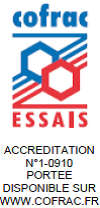 cofrac
ESSAIS
ACCREDITATION
N°1-0910
PORTEE
DISPONIBLE SUR
WWW.COFRAC.FR